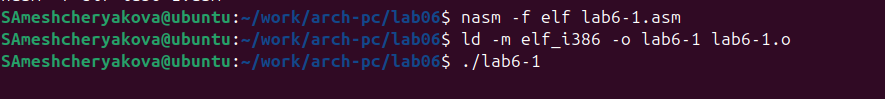 SAmeshcheryakova@ubuntu:~/work/arch-pc/lab06$ nasm -f elf lab6-1.asm
SAmeshcheryakova@ubuntu:~/work/arch-pc/lab06$ ld -m elf_i386 -o lab6-1 lab6-1.o
SAmeshcheryakova@ubuntu:~/work/arch-pc/lab06$ ./lab6-1